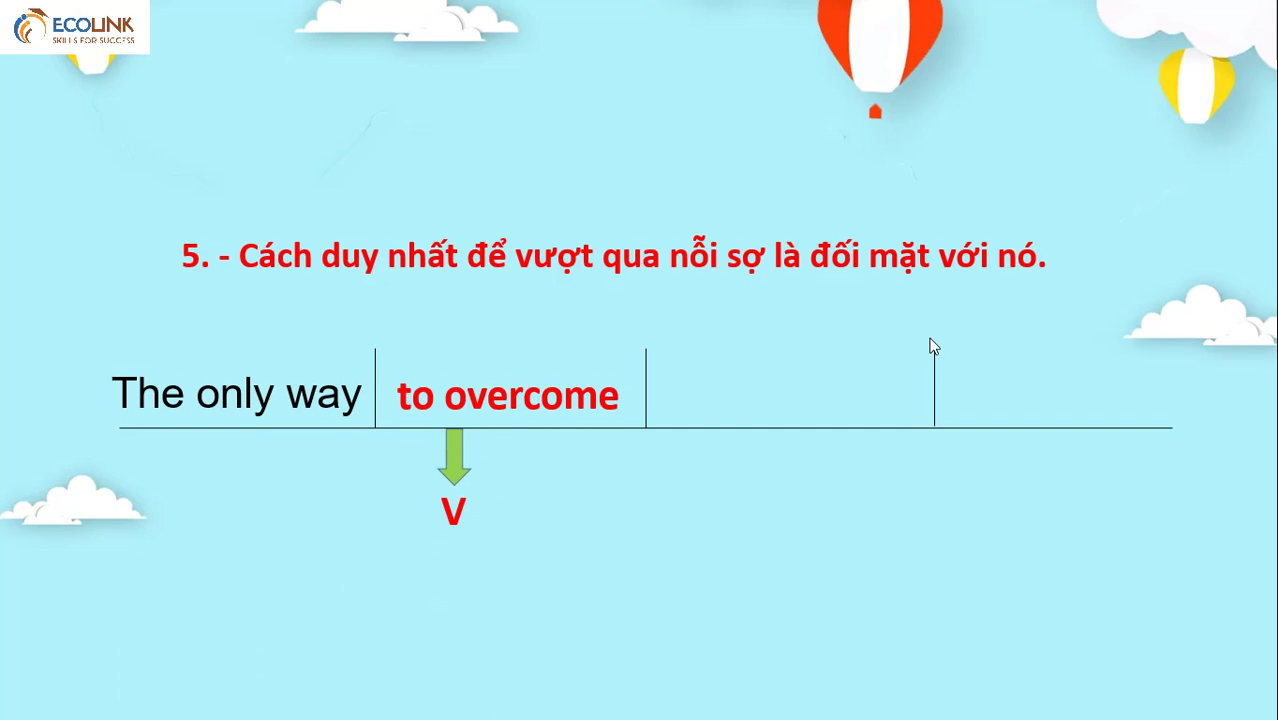 ECOLINK
SKILLS FOR SUCCESS
5. - Cách duy nhất để vượt qua nỗi sợ là đối mặt với nó.
The only way to overcome
V